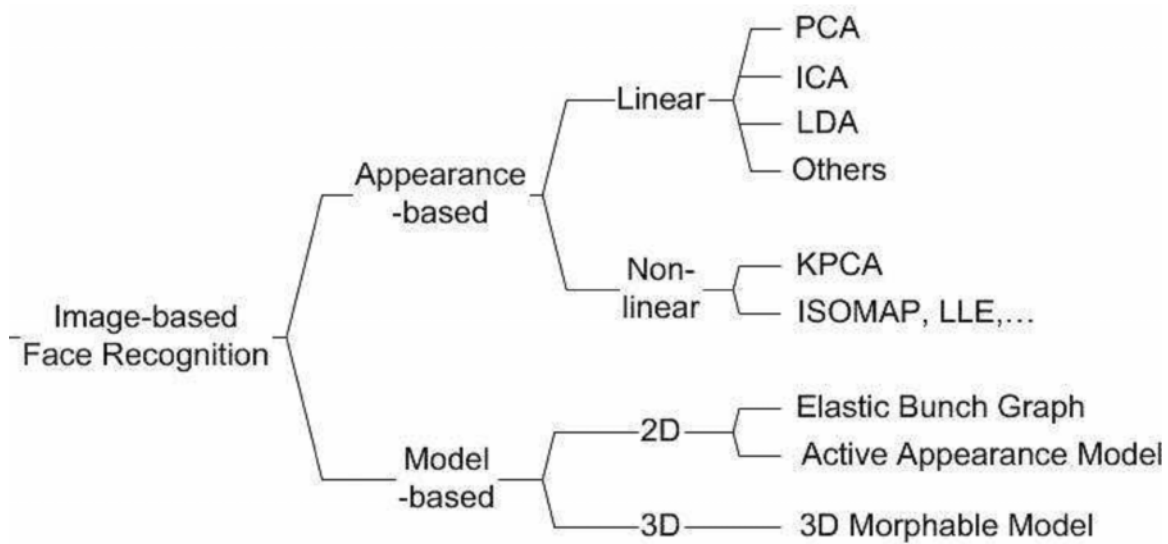 Image-based
Face Recognition
Appearance
-based
Linear
PCA
ICA
LDA
Others
Non-
linear
KPCA
ISOMAP, LLE,...
Model
-based
2D
Elastic Bunch Graph
Active Appearance Model
3D
3D Morphable Model